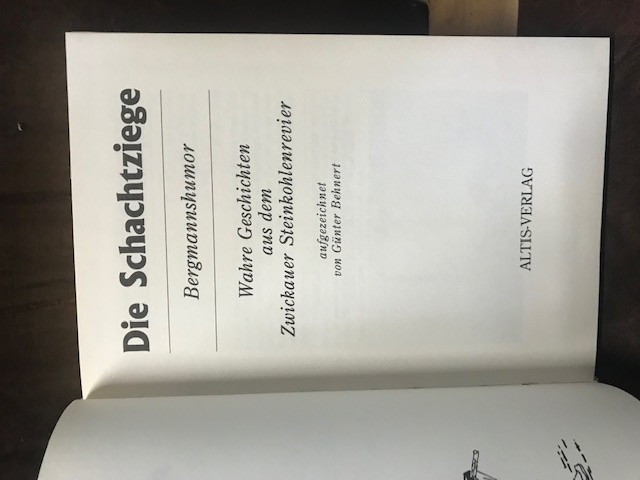 Die Schachtziege
Bergmannshumor
Wahre Geschichten
aus dem
Zwickauer Steinkohlenrevier
aufgezeichnet
von Günter Behnert
ALTIS-VERLAG